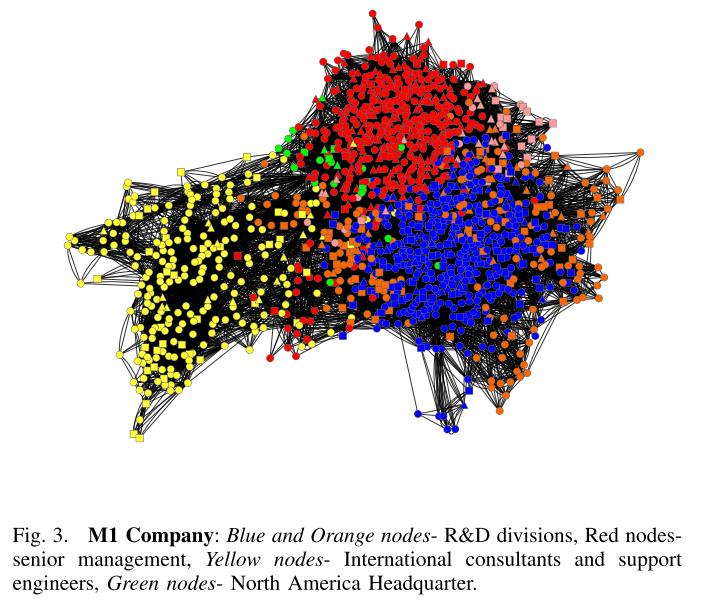 Fig. 3. M1 Company: Blue and Orange nodes- R&D divisions, Red nodes-
senior management, Yellow nodes- International consultants and support
engineers, Green nodes- North America Headquarter.